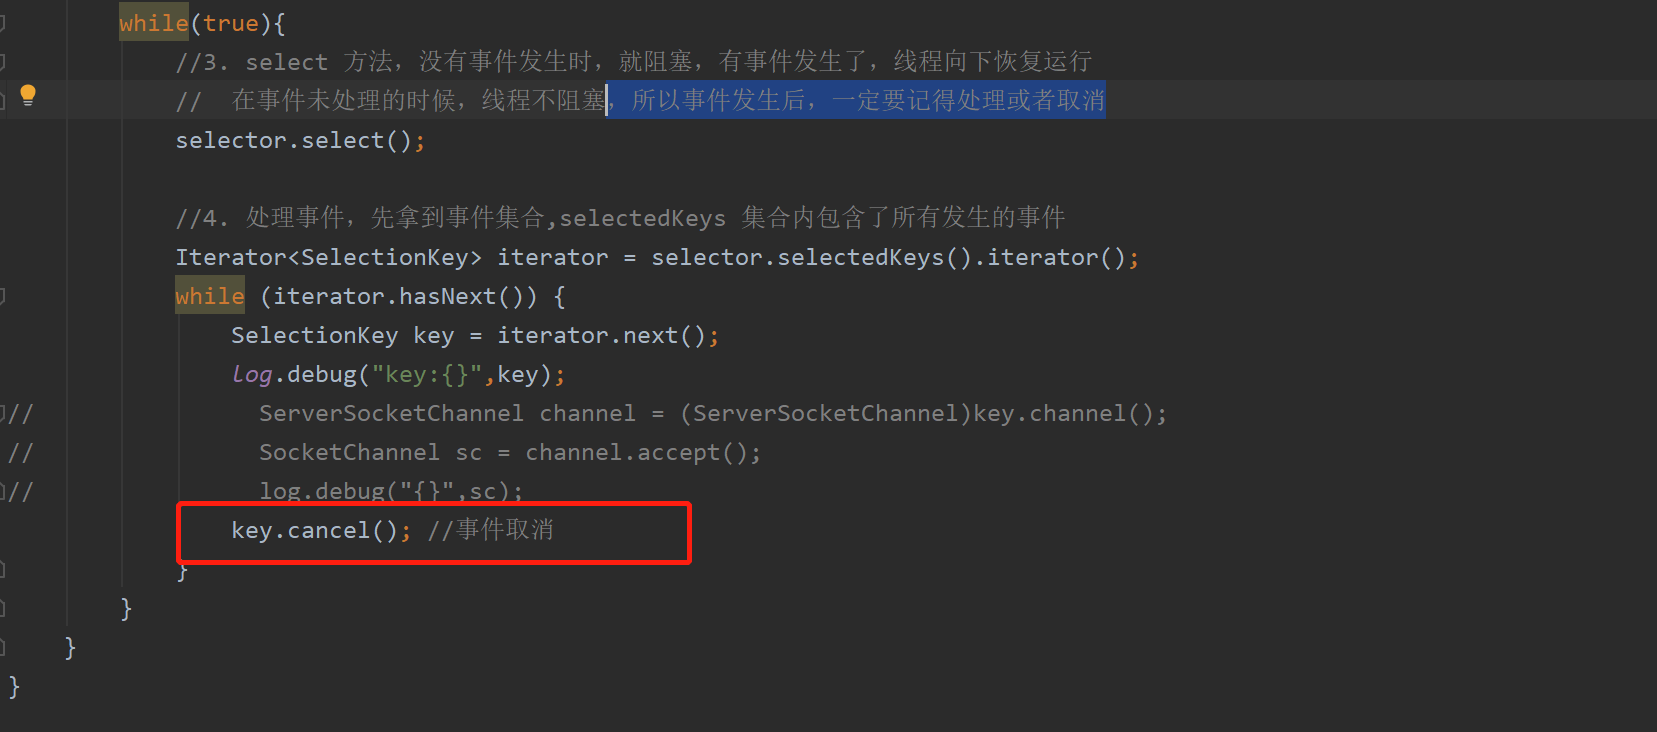 while(true){
//3. select 方法，没有事件发生时，就阻塞，有事件发生了，线程向下恢复运行
//  在事件未处理的时候，线程不阻塞，所以事件发生后，一定要记得处理或者取消
selector.select();
//4. 处理事件，先拿到事件集合,selectedKeys 集合内包含了所有发生的事件
Iterator<SelectionKey> iterator = selector.selectedKeys().iterator();
while (iterator.hasNext()) {
SelectionKey key = iterator.next();
log.debug("key:{}",key);
// ServerSocketChannel channel = (ServerSocketChannel)key.channel();
// SocketChannel sc = channel.accept();
// log.debug("{}",sc);
key.cancel(); //事件取消
}
}
}
}